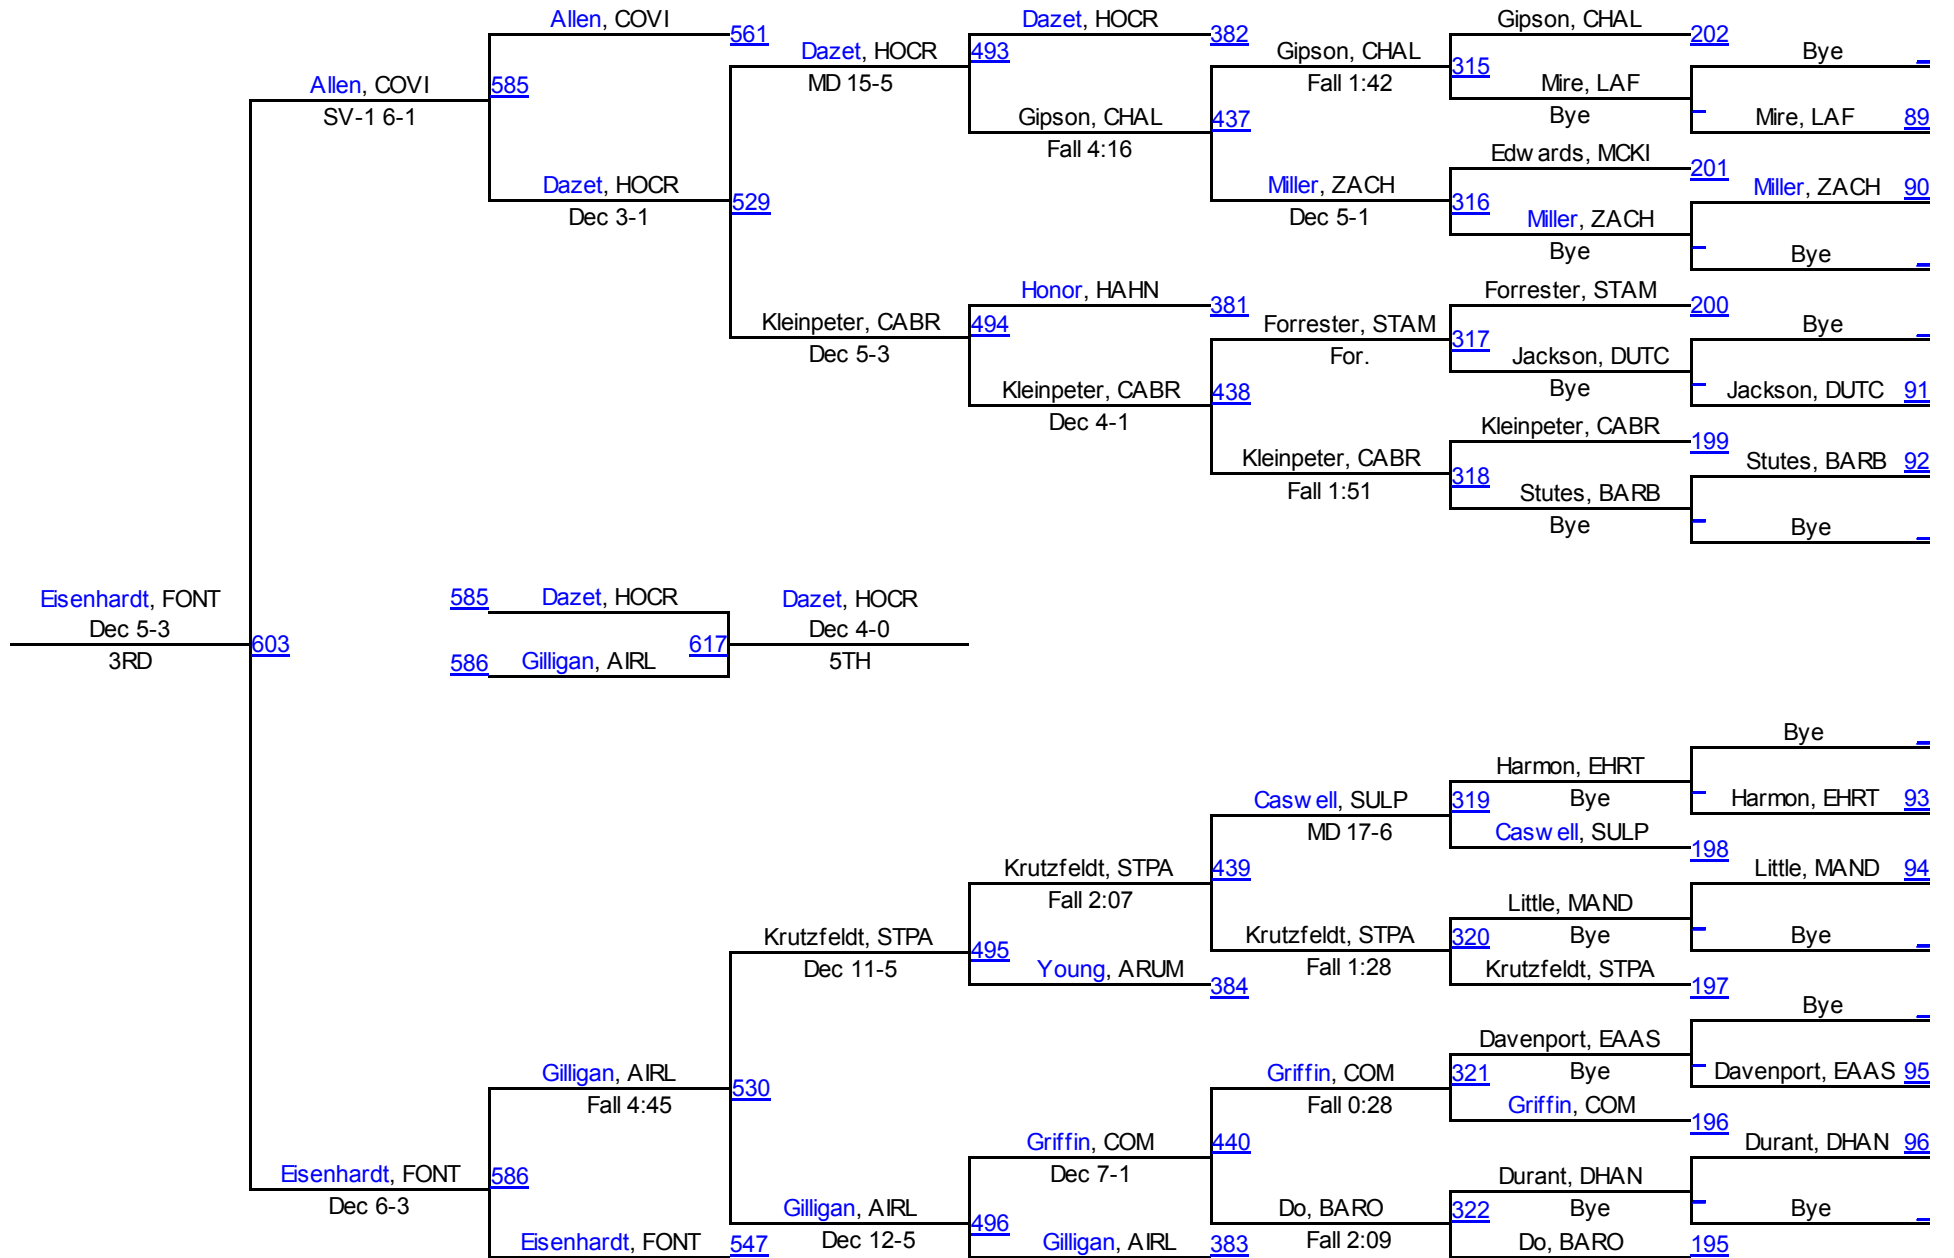 Allen, COVI
561
Dazet, HOCR
382
Gipson, CHAL
202
Dazet, HOCR
493
MD 15-5
Gipson, CHAL
315
Fall 1:42
Bye
Allen, COVI
585
SV-1 6-1
Mire, LAF
Bye
Mire, LAF 89
Gipson, CHAL
437
Fall 4:16
Edwards, MCKI
201
Dazet, HOCR
529
Dec 3-1
Miller, ZACH
316
Dec 5-1
Miller, ZACH 90
Miller, ZACH
Bye
Bye
Honor, HAHN
381
Forrester, STAM
200
Kleinpeter, CABR
494
Dec 5-3
Forrester, STAM
317
For.
Bye
Jackson, DUTC
Bye
Jackson, DUTC 91
Kleinpeter, CABR
438
Dec 4-1
Kleinpeter, CABR
199
Kleinpeter, CABR
318
Fall 1:51
Stutes, BARB 92
Stutes, BARB
Bye
Bye
Eisenhardt, FONT
Dec 5-3
603
3RD
585 Dazet, HOCR
Dazet, HOCR
617
Dec 4-0
586 Gilligan, AIRL
5TH
Bye
Harmon, EHRT
Bye
Harmon, EHRT 93
Caswell, SULP
319
MD 17-6
Caswell, SULP
198
Krutzfeldt, STPA
439
Fall 2:07
Little, MAND 94
Little, MAND
Bye
Bye
Krutzfeldt, STPA
495
Dec 11-5
Krutzfeldt, STPA
320
Fall 1:28
Young, ARUM
384
Krutzfeldt, STPA
197
Bye
Davenport, EAAS
Bye
Davenport, EAAS 95
Gilligan, AIRL
530
Fall 4:45
Griffin, COM
321
Fall 0:28
Griffin, COM
196
Griffin, COM
440
Dec 7-1
Durant, DHAN 96
Eisenhardt, FONT
586
Dec 6-3
Durant, DHAN
Bye
Bye
Gilligan, AIRL
496
Dec 12-5
Do, BARO
322
Fall 2:09
Eisenhardt, FONT 547
Gilligan, AIRL 383
Do, BARO 195